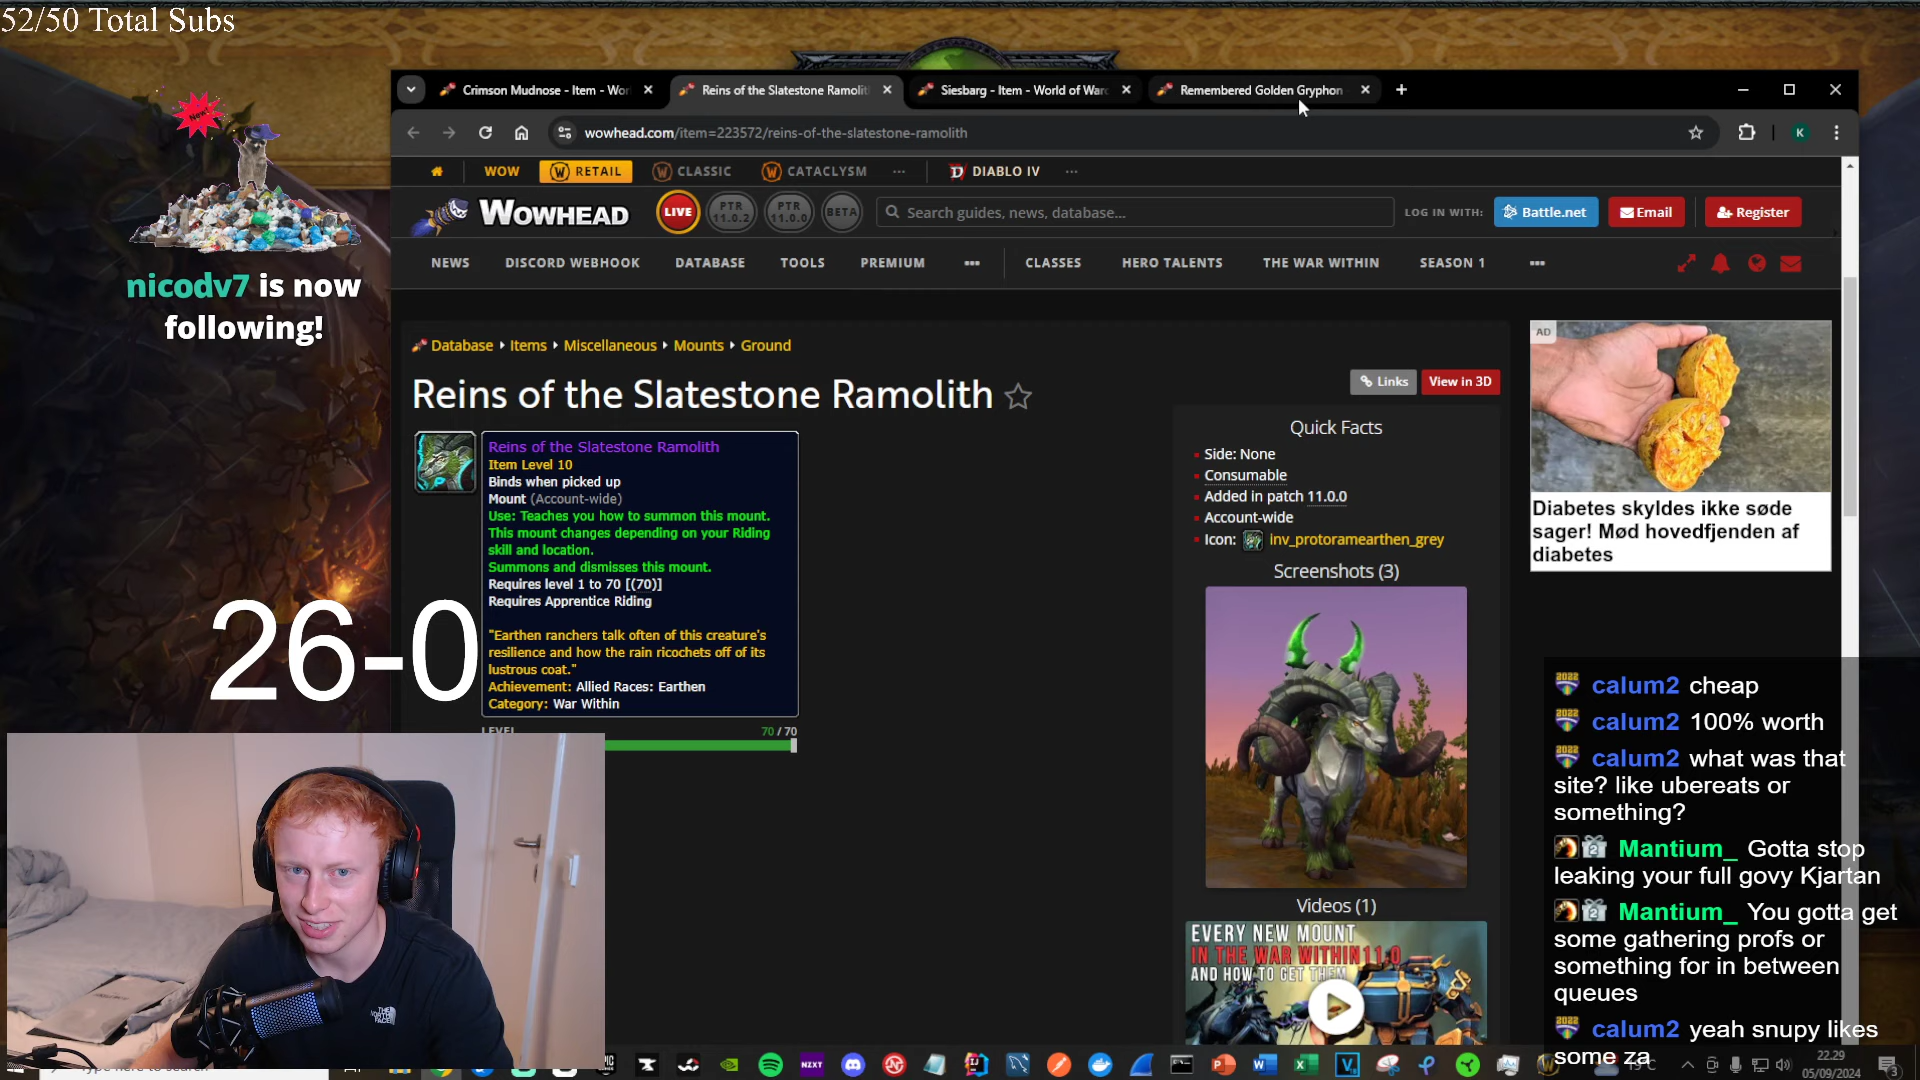 52/50 Total Subs
Crimson Mudnose - Item - Wor
Reins of the Slatestone Ramolit
Siesbarg - Item - World of Warc
Remembered Golden Gryphon
New
wowhead.com/item=223572/reins-of-the-slatestone-ramolith
K
WOW
RETAIL
CLASSIC
CATACLYSM
DIABLO IV
WOWHEAD
LIVE
PTR 11.0.2
PTR 11.0.0
BETA
Search guides, news, database...
LOG IN WITH:
Battle.net
Email
Register
NEWS
DISCORD WEBHOOK
DATABASE
TOOLS
PREMIUM
CLASSES
HERO TALENTS
THE WAR WITHIN
SEASON 1
nicodv7 is now
following!
Database
Items
Miscellaneous
Mounts
Ground
Reins of the Slatestone Ramolith
Links
View in 3D
Reins of the Slatestone Ramolith
Item Level 10
Binds when picked up
Mount (Account-wide)
Use: Teaches you how to summon this mount.
This mount changes depending on your Riding
skill and location.
Summons and dismisses this mount.
Requires level 1 to 70 [(70)]
Requires Apprentice Riding
"Earthen ranchers talk often of this creature's
resilience and how the rain ricochets off of its
lustrous coat."
Achievement: Allied Races: Earthen
Category: War Within
LEVEL
70 / 70
Quick Facts
Side: None
Consumable
Added in patch 11.0.0
Account-wide
Icon: inv_protoramearthen_grey
Screenshots (3)
Videos (1)
EVERY NEW MOUNT
IN THE WAR WITHIN 11.0
AND HOW TO GET THEM
AD
Diabetes skyldes ikke søde
sager! Mød hovedfjenden af
diabetes
26-0
THE
NORTH
FACE
calum2 cheap
calum2 100% worth
calum2 what was that
site? like ubereats or
something?
Mantium_ Gotta stop
leaking your full govy Kjartan
Mantium_ You gotta get
some gathering profs or
something for in between
queues
calum2 yeah snupy likes
some za
NZXT
22.29
05/09/2024